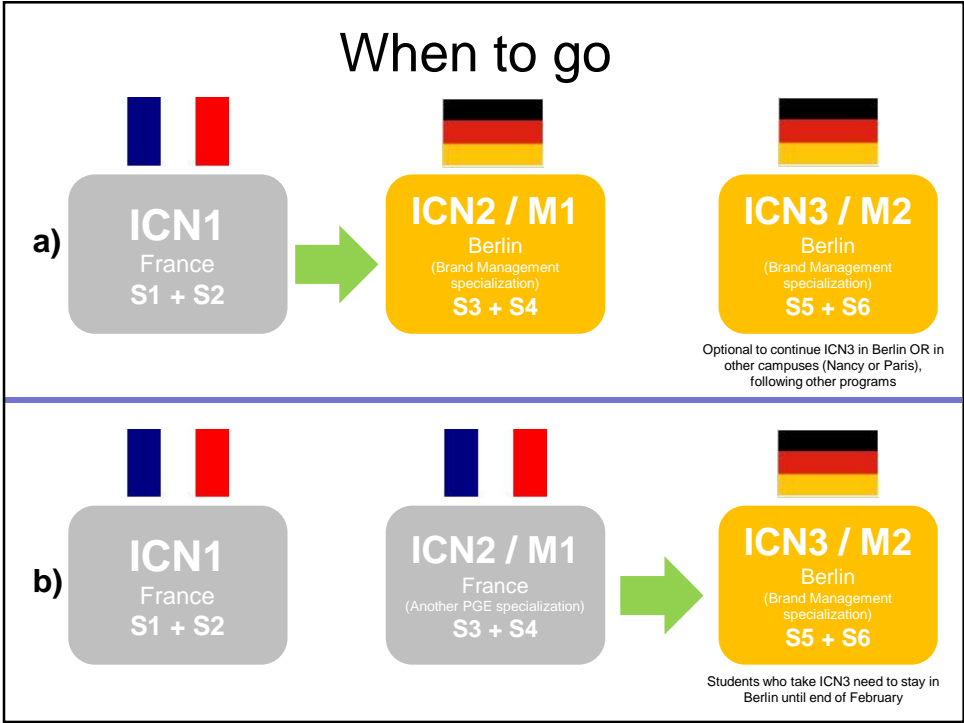 When to go
a)
ICN1
France
S1 + S2
ICN2 / M1
Berlin
(Brand Management
specialization)
S3 + S4
ICN3 / M2
Berlin
(Brand Management
specialization)
S5 + S6
Optional to continue ICN3 in Berlin OR in
other campuses (Nancy or Paris),
following other programs
b)
ICN1
France
S1 + S2
ICN2 / M1
France
(Another PGE specialization)
S3 + S4
ICN3 / M2
Berlin
(Brand Management
specialization)
S5 + S6
Students who take ICN3 need to stay in
Berlin until end of February